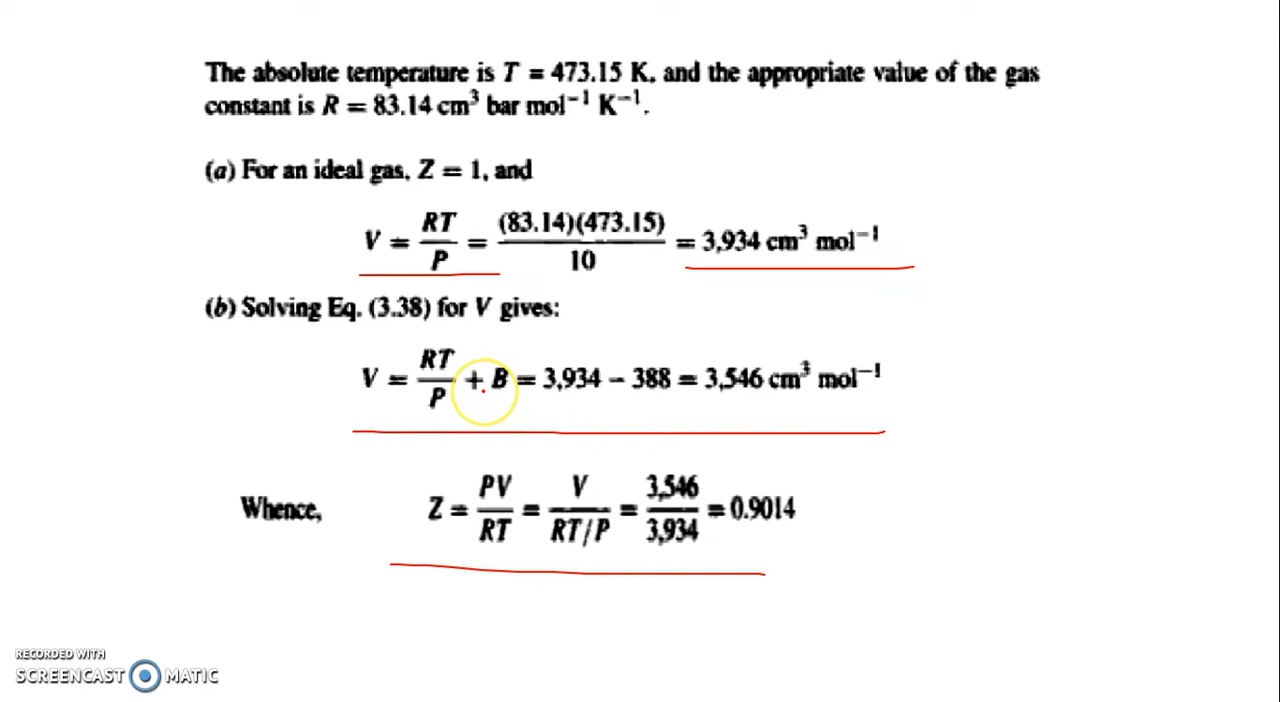 The absolute temperature is T = 473.15 K, and the appropriate value of the gas
constant is R = 83.14 cm³ bar mol⁻¹ K⁻¹.
(a) For an ideal gas, Z = 1, and
V = RT/P = (83.14)(473.15)/10 = 3,934 cm³ mol⁻¹
(b) Solving Eq. (3.38) for V gives:
V = RT/P + B = 3,934 − 388 = 3,546 cm³ mol⁻¹
Whence, Z = PV/RT = V/(RT/P) = 3,546/3,934 = 0.9014
RECORDED WITH
SCREENCAST MATIC